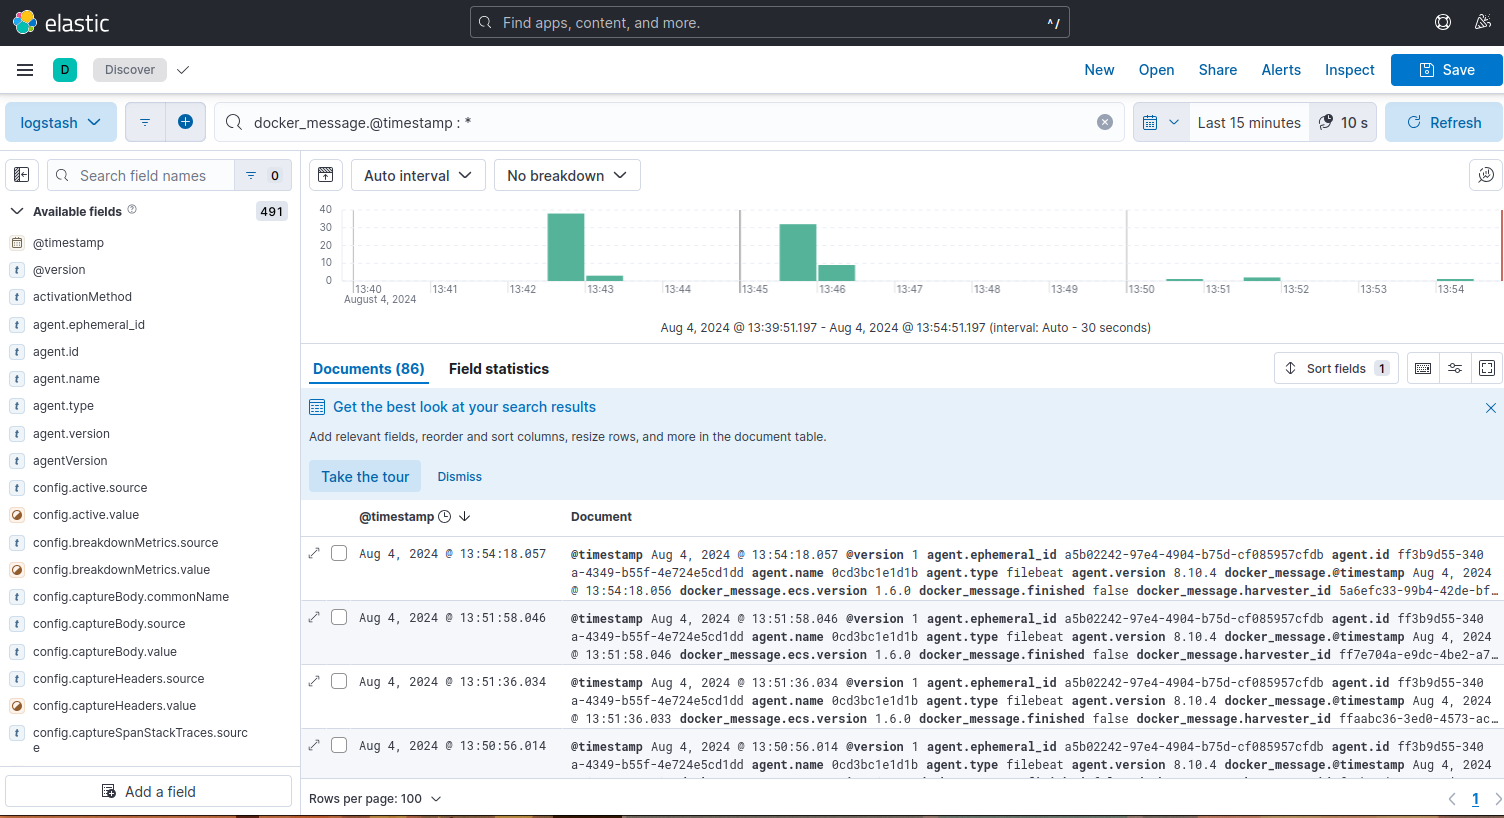 elastic
Find apps, content, and more.
^/
D
Discover
New
Open
Share
Alerts
Inspect
Save
logstash
docker_message.@timestamp : *
Last 15 minutes
10 s
Refresh
Search field names
0
Auto interval
No breakdown
Available fields
491
@timestamp
@version
activationMethod
agent.ephemeral_id
agent.id
agent.name
agent.type
agent.version
agentVersion
config.active.source
config.active.value
config.breakdownMetrics.source
config.breakdownMetrics.value
config.captureBody.commonName
config.captureBody.source
config.captureBody.value
config.captureHeaders.source
config.captureHeaders.value
config.captureSpanStackTraces.sourc
e
Add a field
40
30
20
10
0
13:40
13:41
13:42
13:43
13:44
13:45
13:46
13:47
13:48
13:49
13:50
13:51
13:52
13:53
13:54
August 4, 2024
Aug 4, 2024 @ 13:39:51.197 - Aug 4, 2024 @ 13:54:51.197 (interval: Auto - 30 seconds)
Documents (86)
Field statistics
Sort fields 1
Get the best look at your search results
Add relevant fields, reorder and sort columns, resize rows, and more in the document table.
Take the tour
Dismiss
@timestamp
Document
Aug 4, 2024 @ 13:54:18.057
@timestamp Aug 4, 2024 @ 13:54:18.057 @version 1 agent.ephemeral_id a5b02242-97e4-4904-b75d-cf085957cfdb agent.id ff3b9d55-340
a-4349-b55f-4e724e5cd1dd agent.name 0cd3bc1e1d1b agent.type filebeat agent.version 8.10.4 docker_message.@timestamp Aug 4, 2024
@ 13:54:18.056 docker_message.ecs.version 1.6.0 docker_message.finished false docker_message.harvester_id 5a6efc33-99b4-42de-bf…
Aug 4, 2024 @ 13:51:58.046
@timestamp Aug 4, 2024 @ 13:51:58.046 @version 1 agent.ephemeral_id a5b02242-97e4-4904-b75d-cf085957cfdb agent.id ff3b9d55-340
a-4349-b55f-4e724e5cd1dd agent.name 0cd3bc1e1d1b agent.type filebeat agent.version 8.10.4 docker_message.@timestamp Aug 4, 2024
@ 13:51:58.046 docker_message.ecs.version 1.6.0 docker_message.finished false docker_message.harvester_id ff7e704a-e9dc-4be2-a7…
Aug 4, 2024 @ 13:51:36.034
@timestamp Aug 4, 2024 @ 13:51:36.034 @version 1 agent.ephemeral_id a5b02242-97e4-4904-b75d-cf085957cfdb agent.id ff3b9d55-340
a-4349-b55f-4e724e5cd1dd agent.name 0cd3bc1e1d1b agent.type filebeat agent.version 8.10.4 docker_message.@timestamp Aug 4, 2024
@ 13:51:36.033 docker_message.ecs.version 1.6.0 docker_message.finished false docker_message.harvester_id ffaabc36-3ed0-4573-ac…
Aug 4, 2024 @ 13:50:56.014
@timestamp Aug 4, 2024 @ 13:50:56.014 @version 1 agent.ephemeral_id a5b02242-97e4-4904-b75d-cf085957cfdb agent.id ff3b9d55-340
a-4349-b55f-4e724e5cd1dd agent.name 0cd3bc1e1d1b agent.type filebeat agent.version 8.10.4 docker_message.@timestamp Aug 4, 2024
Rows per page: 100
1